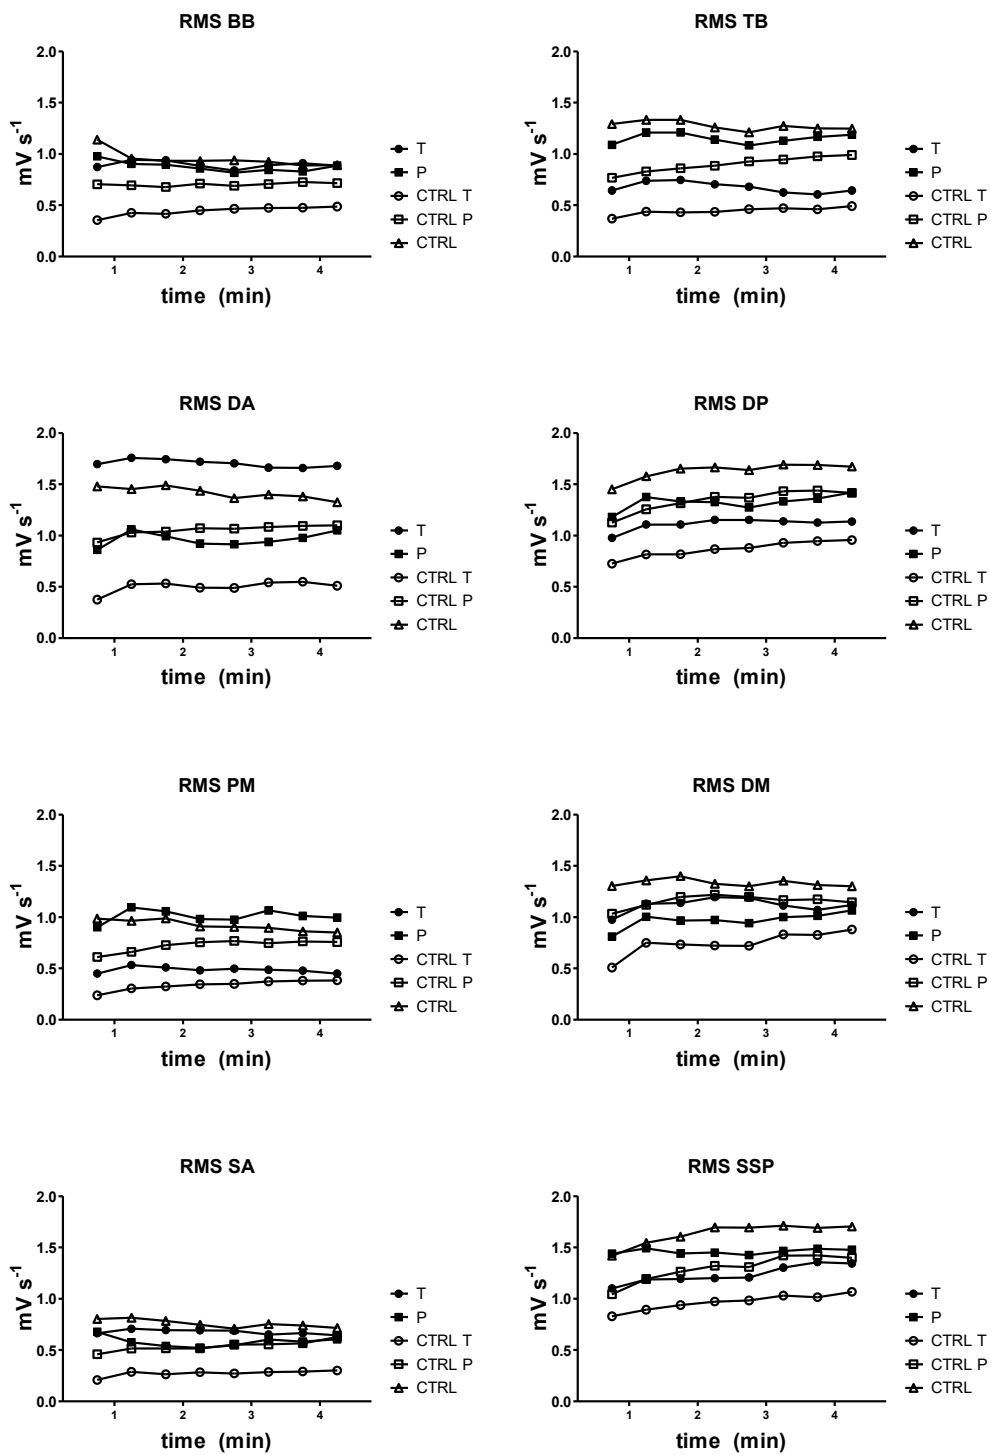 RMS BB
2.0
1.5
1.0
0.5
0.0
mV s-1
1 2 3 4
time (min)
T
P
CTRL T
CTRL P
CTRL
RMS TB
2.0
1.5
1.0
0.5
0.0
mV s-1
1 2 3 4
time (min)
T
P
CTRL T
CTRL P
CTRL
RMS DA
2.0
1.5
1.0
0.5
0.0
mV s-1
1 2 3 4
time (min)
T
P
CTRL T
CTRL P
CTRL
RMS DP
2.0
1.5
1.0
0.5
0.0
mV s-1
1 2 3 4
time (min)
T
P
CTRL T
CTRL P
CTRL
RMS PM
2.0
1.5
1.0
0.5
0.0
mV s-1
1 2 3 4
time (min)
T
P
CTRL T
CTRL P
CTRL
RMS DM
2.0
1.5
1.0
0.5
0.0
mV s-1
1 2 3 4
time (min)
T
P
CTRL T
CTRL P
CTRL
RMS SA
2.0
1.5
1.0
0.5
0.0
mV s-1
1 2 3 4
time (min)
T
P
CTRL T
CTRL P
CTRL
RMS SSP
2.0
1.5
1.0
0.5
0.0
mV s-1
1 2 3 4
time (min)
T
P
CTRL T
CTRL P
CTRL